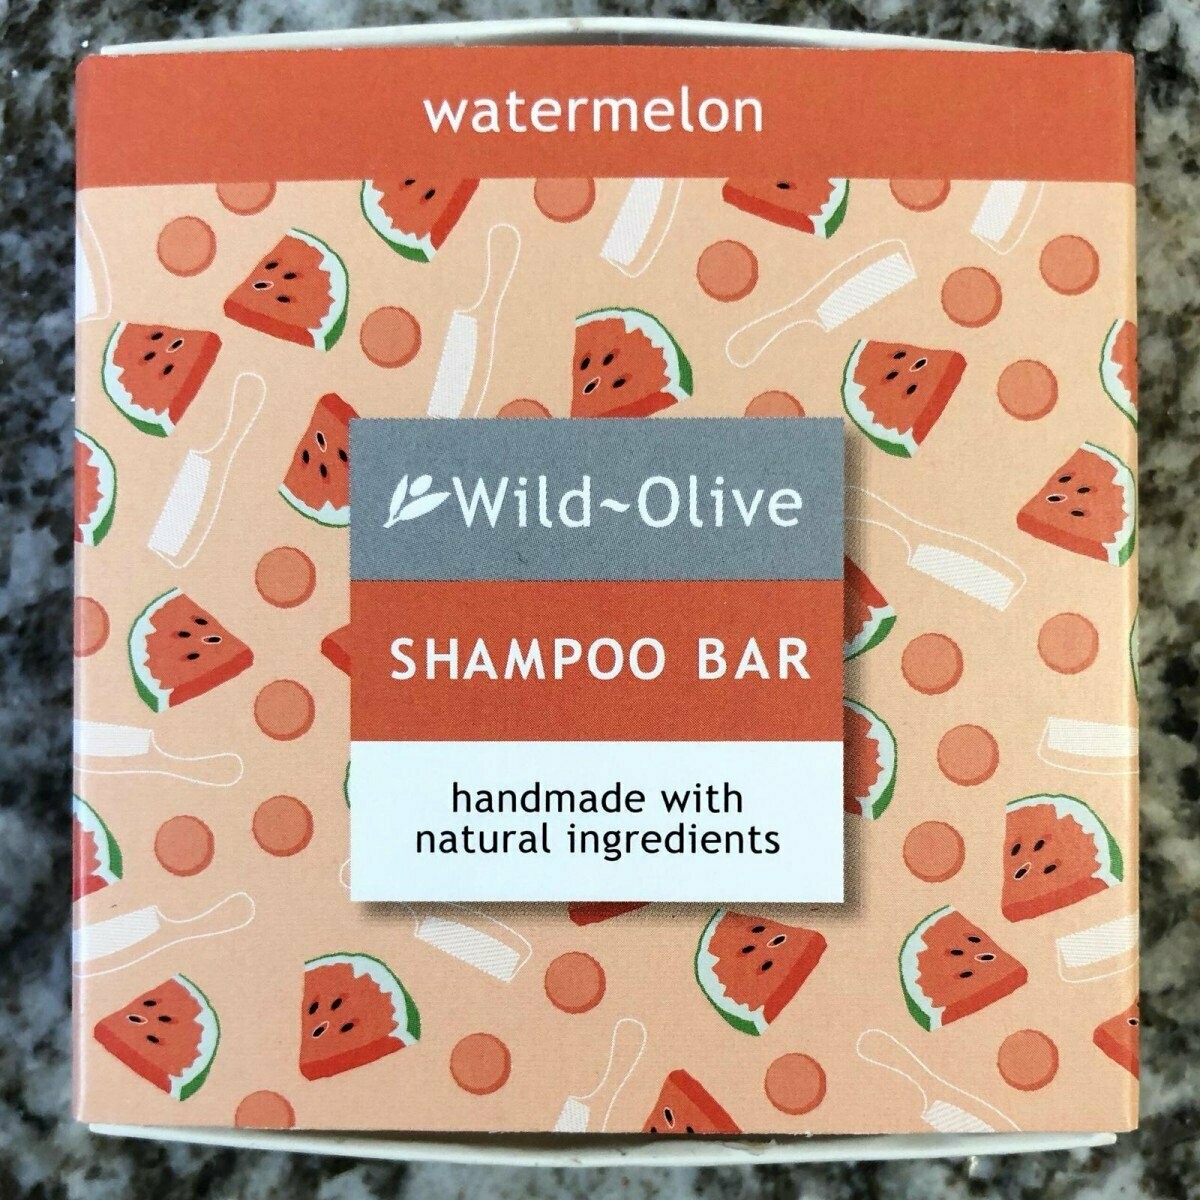 watermelon
Wild~Olive
SHAMPOO BAR
handmade with
natural ingredients